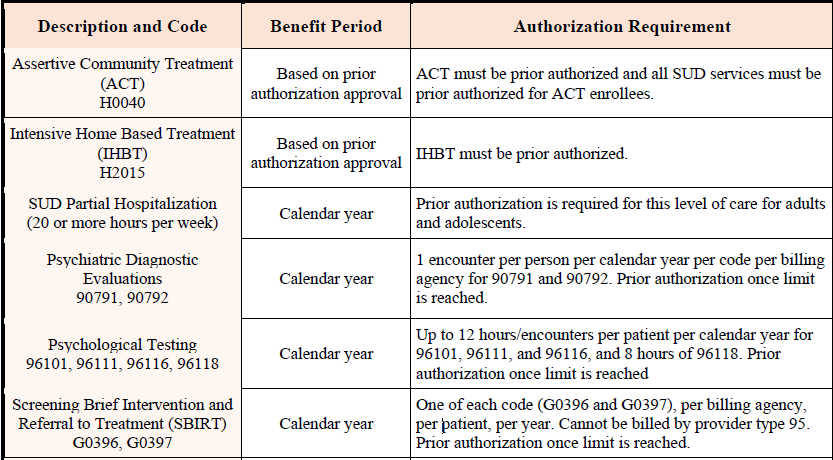 Description and Code
Benefit Period
Authorization Requirement
Assertive Community Treatment
(ACT)
H0040
Based on prior
authorization approval
ACT must be prior authorized and all SUD services must be
prior authorized for ACT enrollees.
Intensive Home Based Treatment
(IHBT)
H2015
Based on prior
authorization approval
IHBT must be prior authorized.
SUD Partial Hospitalization
(20 or more hours per week)
Calendar year
Prior authorization is required for this level of care for adults
and adolescents.
Psychiatric Diagnostic
Evaluations
90791, 90792
Calendar year
1 encounter per person per calendar year per code per billing
agency for 90791 and 90792. Prior authorization once limit
is reached.
Psychological Testing
96101, 96111, 96116, 96118
Calendar year
Up to 12 hours/encounters per patient per calendar year for
96101, 96111, and 96116, and 8 hours of 96118. Prior
authorization once limit is reached
Screening Brief Intervention and
Referral to Treatment (SBIRT)
G0396, G0397
Calendar year
One of each code (G0396 and G0397), per billing agency,
per patient, per year. Cannot be billed by provider type 95.
Prior authorization once limit is reached.